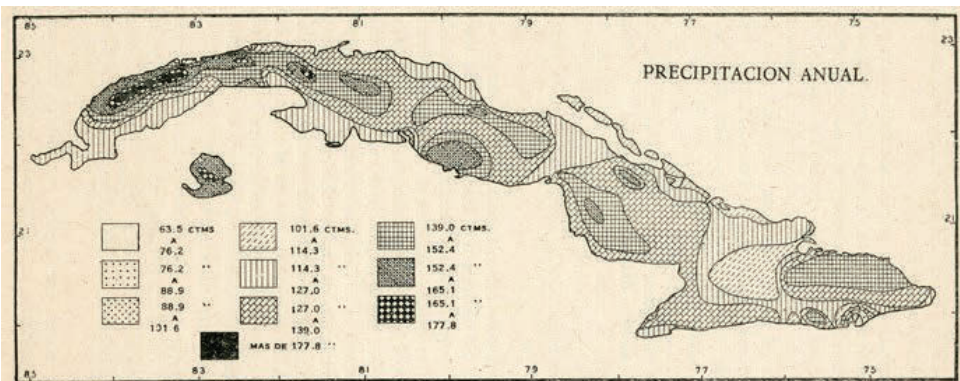 85 83 81 79 77 75
23 23
PRECIPITACION ANUAL.
21 21
63.5 CTMS
A
76.2
76.2 "
A
88.9
88.9 "
A
101.6
101.6 CTMS.
A
114.3
114.3 "
A
127.0
127.0 "
A
139.0
139.0 CTMS.
A
152.4
152.4 "
A
165.1
165.1 "
A
177.8
MAS DE 177.8 "
85 83 81 79 77 75